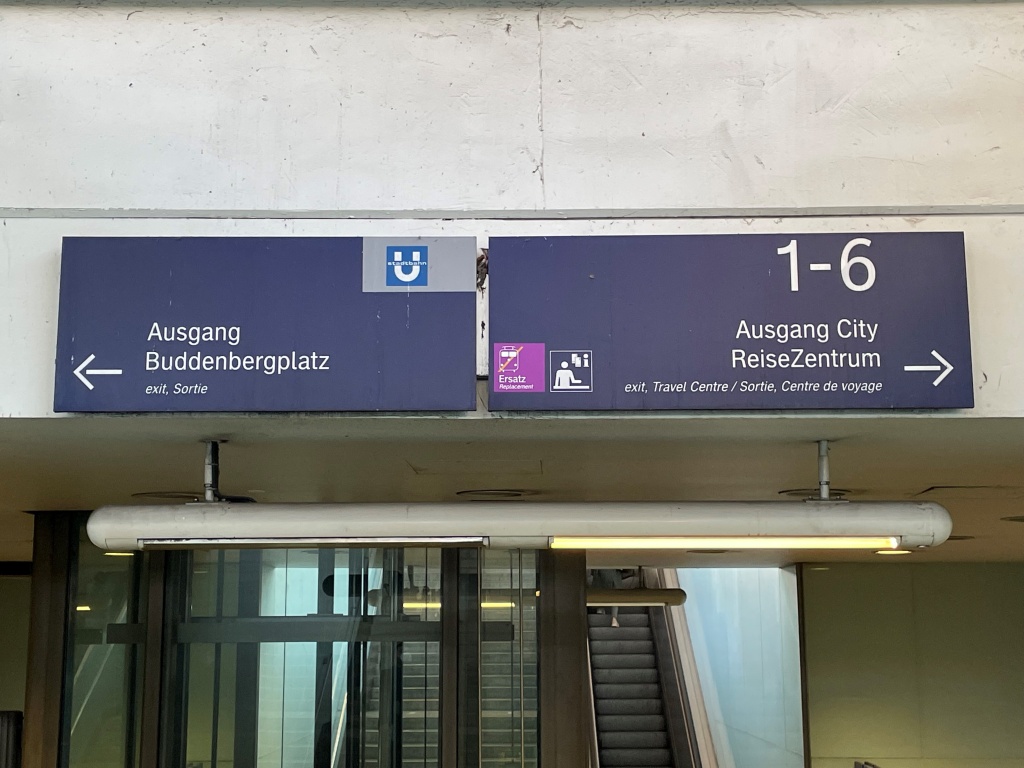 U
stadtbahn
Ausgang
Buddenbergplatz
exit, Sortie
1-6
Ausgang City
ReiseZentrum
exit, Travel Centre / Sortie, Centre de voyage
Ersatz
Replacement